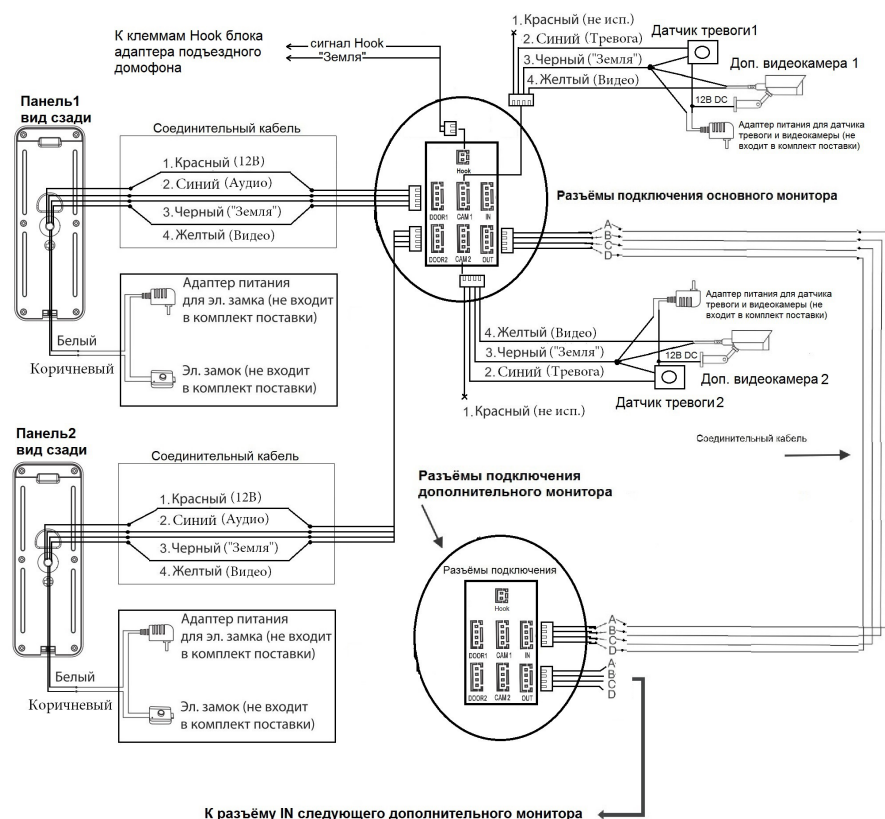 К клеммам Hook блока
адаптера подъездного
домофона
сигнал Hook
"Земля"
1.Красный (не исп.)
2. Синий (Тревога)
3.Черный ("Земля")
4. Желтый (Видео)
Датчик тревоги1
Доп. видеокамера 1
12В DC
Адаптер питания для датчика
тревоги и видеокамеры (не
входит в комплект поставки)
Панель1
вид сзади
Соединительный кабель
1.Красный (12В)
2. Синий (Аудио)
3.Черный ("Земля")
4. Желтый (Видео)
Hook
DOOR1
CAM 1
IN
DOOR2
CAM 2
OUT
Разъёмы подключения основного монитора
A
B
C
D
Адаптер питания
для эл. замка (не входит
в комплект поставки)
Белый
Коричневый
Эл. замок (не входит
в комплект поставки)
Адаптер питания для датчика
тревоги и видеокамеры (не
входит в комплект поставки)
4. Желтый (Видео)
3.Черный ("Земля")
2. Синий (Тревога)
1.Красный (не исп.)
12В DC
Доп. видеокамера 2
Датчик тревоги2
Соединительный кабель
Панель2
вид сзади
Соединительный кабель
1.Красный (12В)
2. Синий (Аудио)
3.Черный ("Земля")
4. Желтый (Видео)
Разъёмы подключения
дополнительного монитора
Разъёмы подключения
Hook
DOOR1
CAM 1
IN
DOOR2
CAM 2
OUT
A
B
C
D
A
B
C
D
Адаптер питания
для эл. замка (не входит
в комплект поставки)
Белый
Коричневый
Эл. замок (не входит
в комплект поставки)
К разъёму IN следующего дополнительного монитора